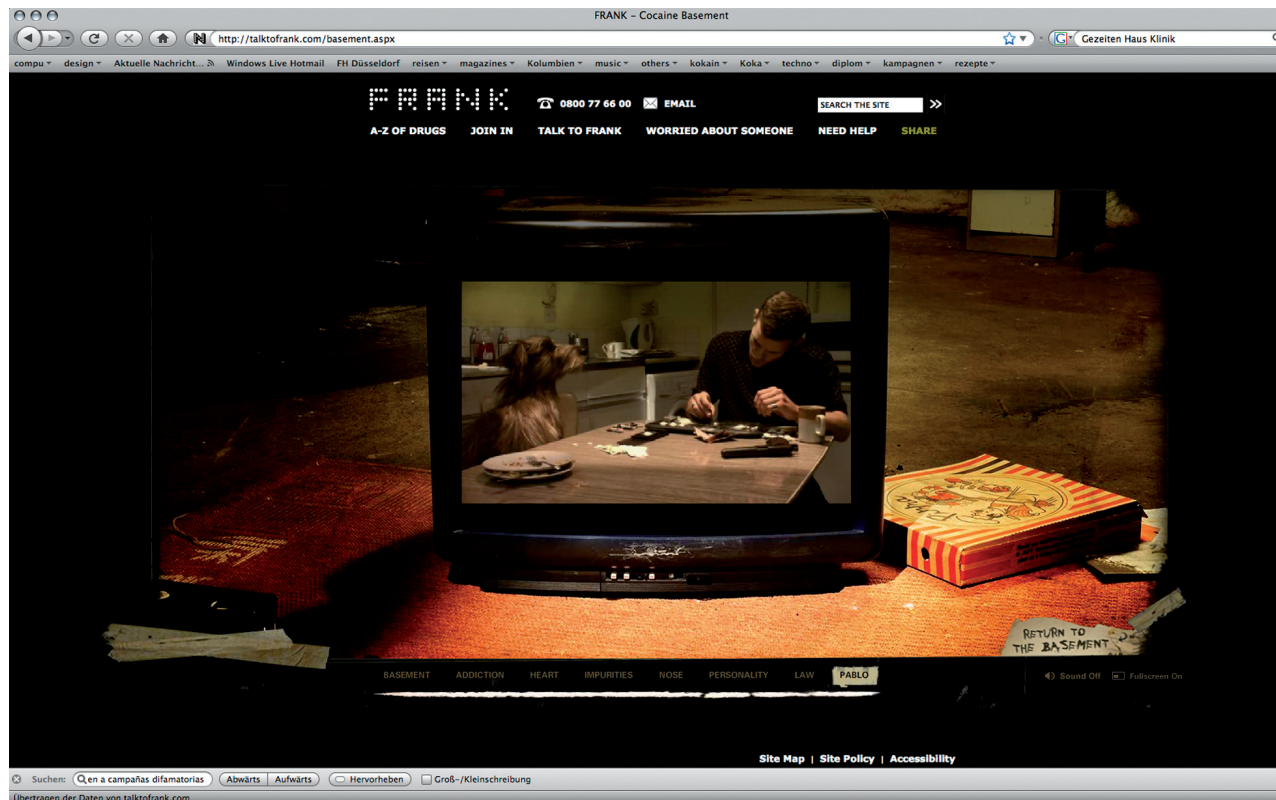 FRANK – Cocaine Basement
http://talktofrank.com/basement.aspx
Gezeiten Haus Klinik
compu design Aktuelle Nachricht... Windows Live Hotmail FH Düsseldorf reisen magazines Kolumbien music others kokain Koka techno diplom kampagnen rezepte
FRANK 0800 77 66 00 EMAIL SEARCH THE SITE >>
A-Z OF DRUGS JOIN IN TALK TO FRANK WORRIED ABOUT SOMEONE NEED HELP SHARE
RETURN TO
THE BASEMENT
BASEMENT ADDICTION HEART IMPURITIES NOSE PERSONALITY LAW PABLO Sound Off Fullscreen On
Site Map | Site Policy | Accessibility
Suchen: en a campañas difamatorias Abwärts Aufwärts Hervorheben Groß-/Kleinschreibung
Übertragen der Daten von talktofrank.com